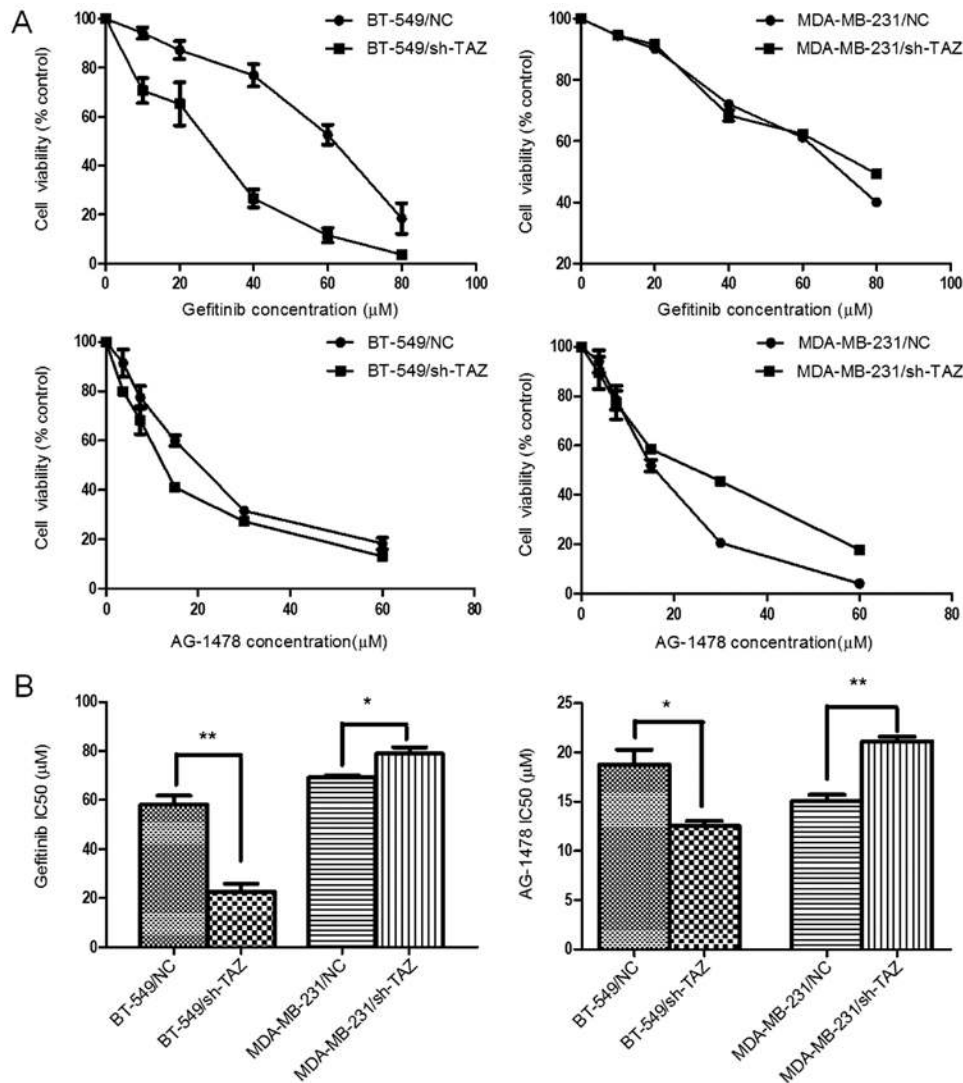 A
BT-549/NC
BT-549/sh-TAZ
Cell viability (% control)
100
80
60
40
20
0
0 20 40 60 80 100
Gefitinib concentration (μM)
MDA-MB-231/NC
MDA-MB-231/sh-TAZ
Cell viability (% control)
100
80
60
40
20
0 20 40 60 80 100
Gefitinib concentration (μM)
BT-549/NC
BT-549/sh-TAZ
Cell viability (% control)
100
80
60
40
20
0
0 20 40 60 80
AG-1478 concentration(μM)
MDA-MB-231/NC
MDA-MB-231/sh-TAZ
Cell viability (% control)
100
80
60
40
20
0
0 20 40 60 80
AG-1478 concentration(μM)
B
Gefitinib IC50 (μM)
100
80
60
40
20
0
**
*
BT-549/NC
BT-549/sh-TAZ
MDA-MB-231/NC
MDA-MB-231/sh-TAZ
AG-1478 IC50 (μM)
25
20
15
10
5
0
*
**
BT-549/NC
BT-549/sh-TAZ
MDA-MB-231/NC
MDA-MB-231/sh-TAZ